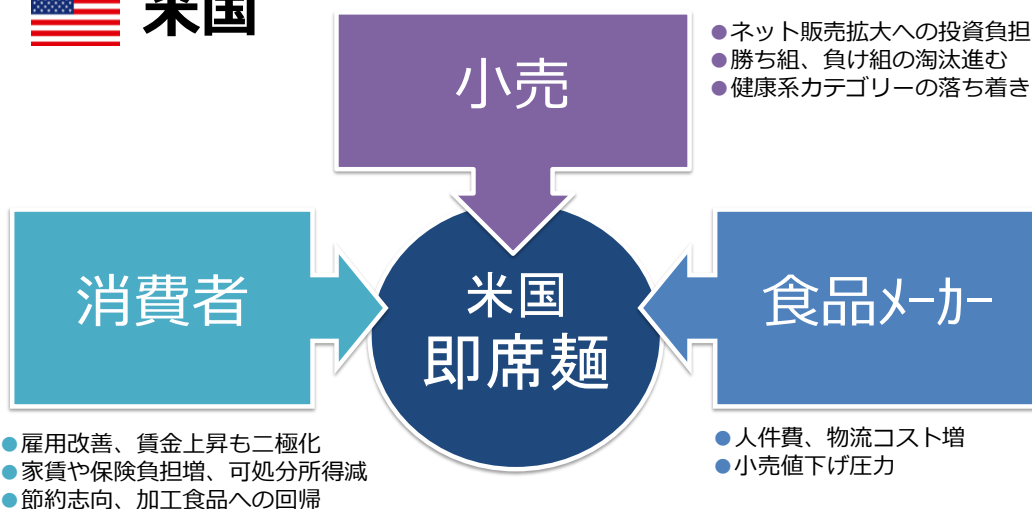 米国
小売
●ネット販売拡大への投資負担
●勝ち組、負け組の淘汰進む
●健康系カテゴリーの落ち着き
消費者
米国
即席麺
食品メーカー
●雇用改善、賃金上昇も二極化
●家賃や保険負担増、可処分所得減
●節約志向、加工食品への回帰
●人件費、物流コスト増
●小売値下げ圧力